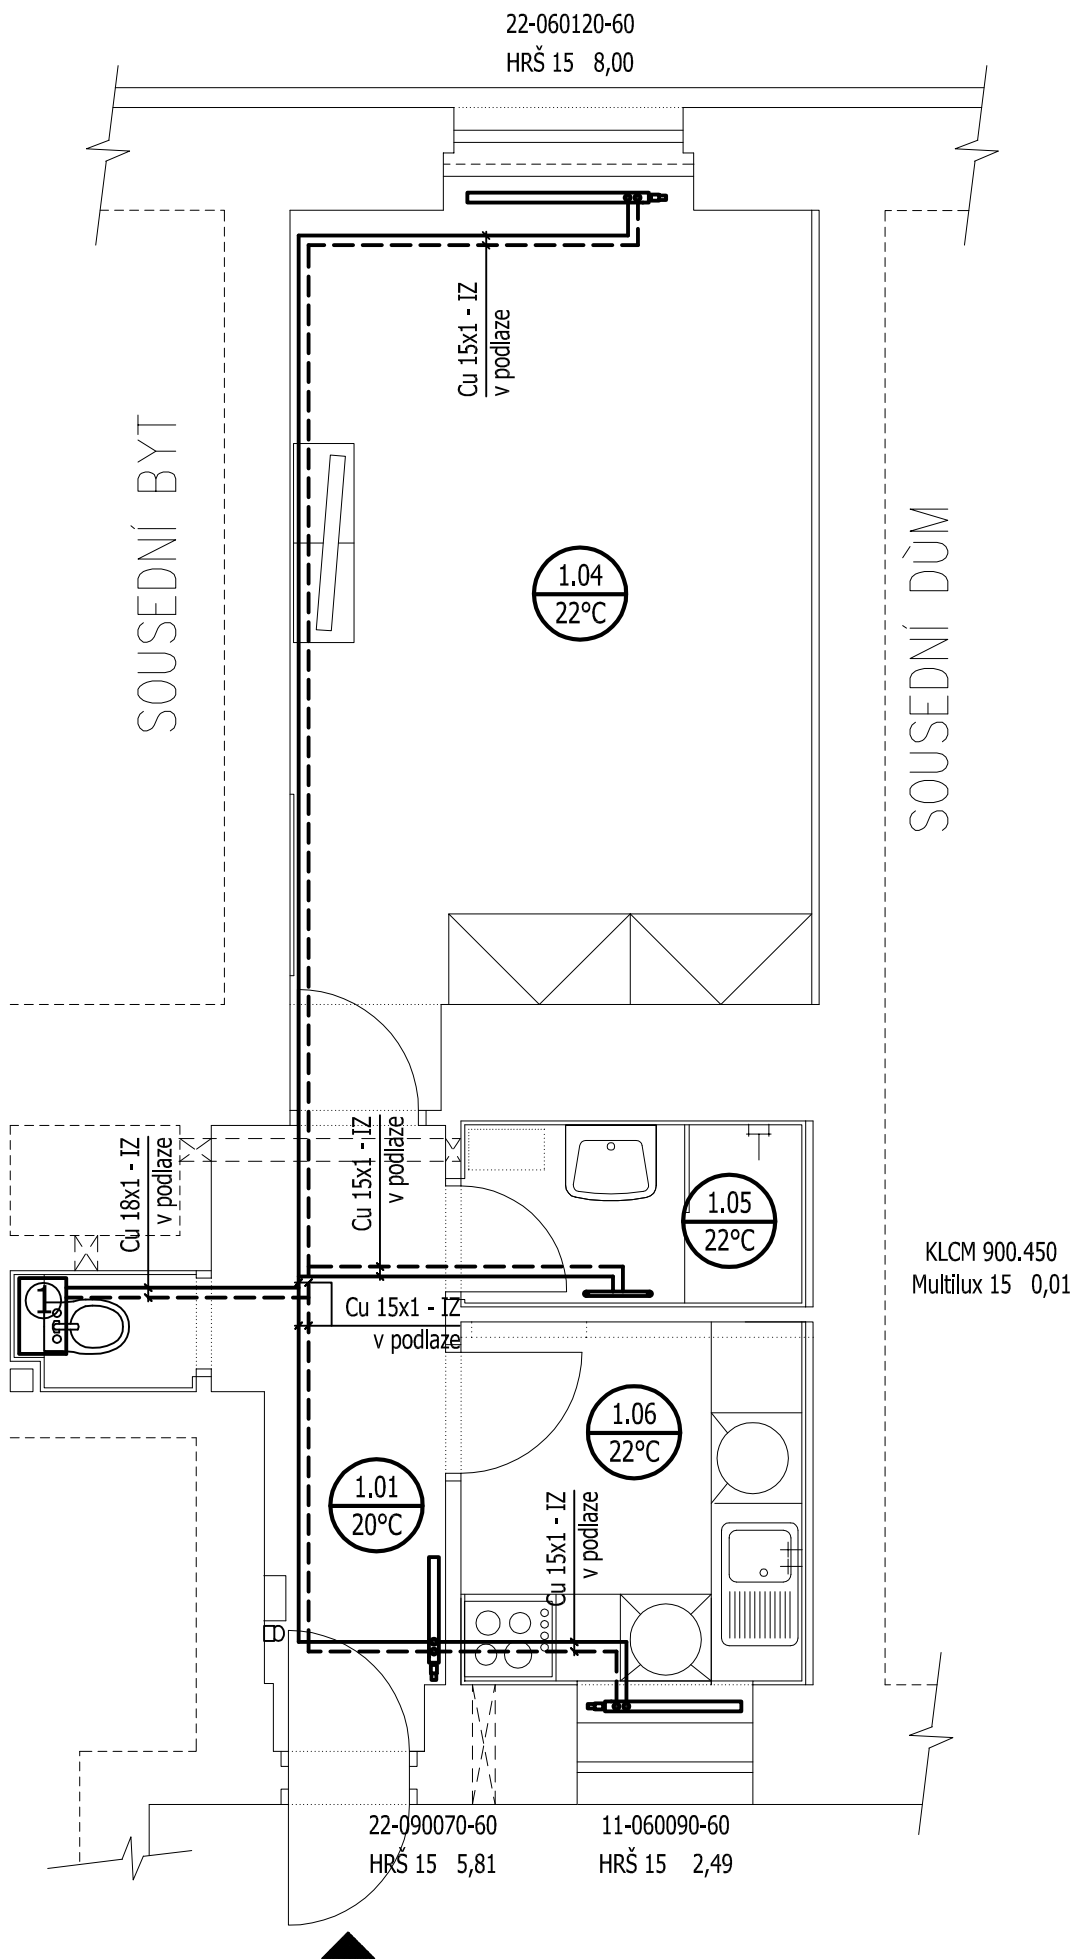 22-060120-60
HRŠ 15 8,00
Cu 15x1 - IZ
v podlaze
SOUSEDNÍ BYT
SOUSEDNÍ DŮM
1.04
22°C
Cu 18x1 - IZ
v podlaze
Cu 15x1 - IZ
v podlaze
1.05
22°C
KLCM 900.450
Multilux 15 0,01
1
Cu 15x1 - IZ
v podlaze
1.06
22°C
1.01
20°C
Cu 15x1 - IZ
v podlaze
22-090070-60
HRŠ 15 5,81
11-060090-60
HRŠ 15 2,49